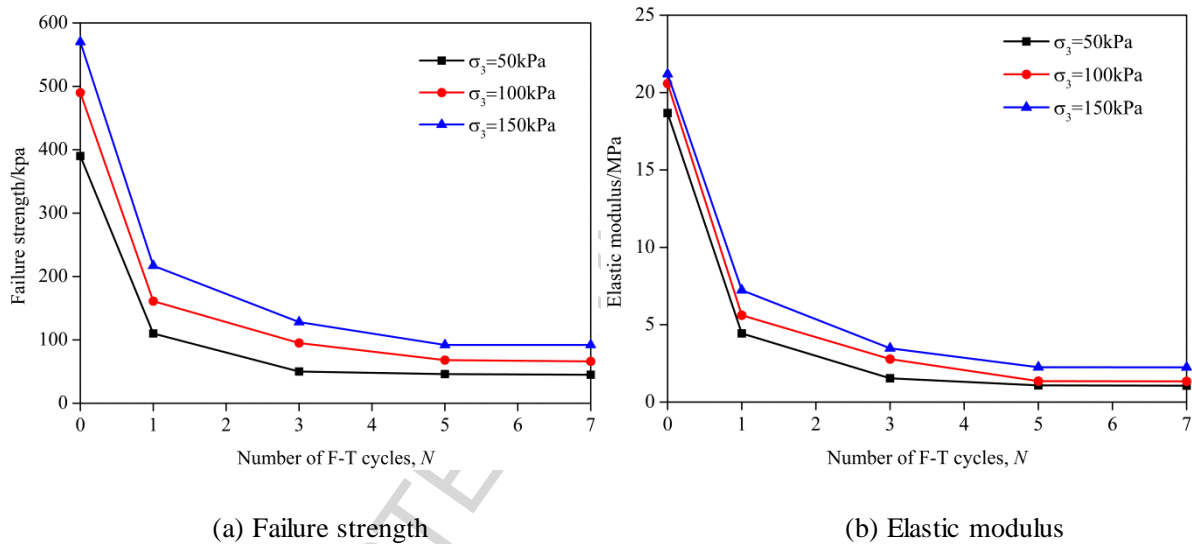 600
500
400
300
200
100
0
Failure strength/kpa
σ3=50kPa
σ3=100kPa
σ3=150kPa
0 1 2 3 4 5 6 7
Number of F-T cycles, N
(a) Failure strength
25
20
15
10
5
0
Elastic modulus/MPa
σ3=50kPa
σ3=100kPa
σ3=150kPa
0 1 2 3 4 5 6 7
Number of F-T cycles, N
(b) Elastic modulus